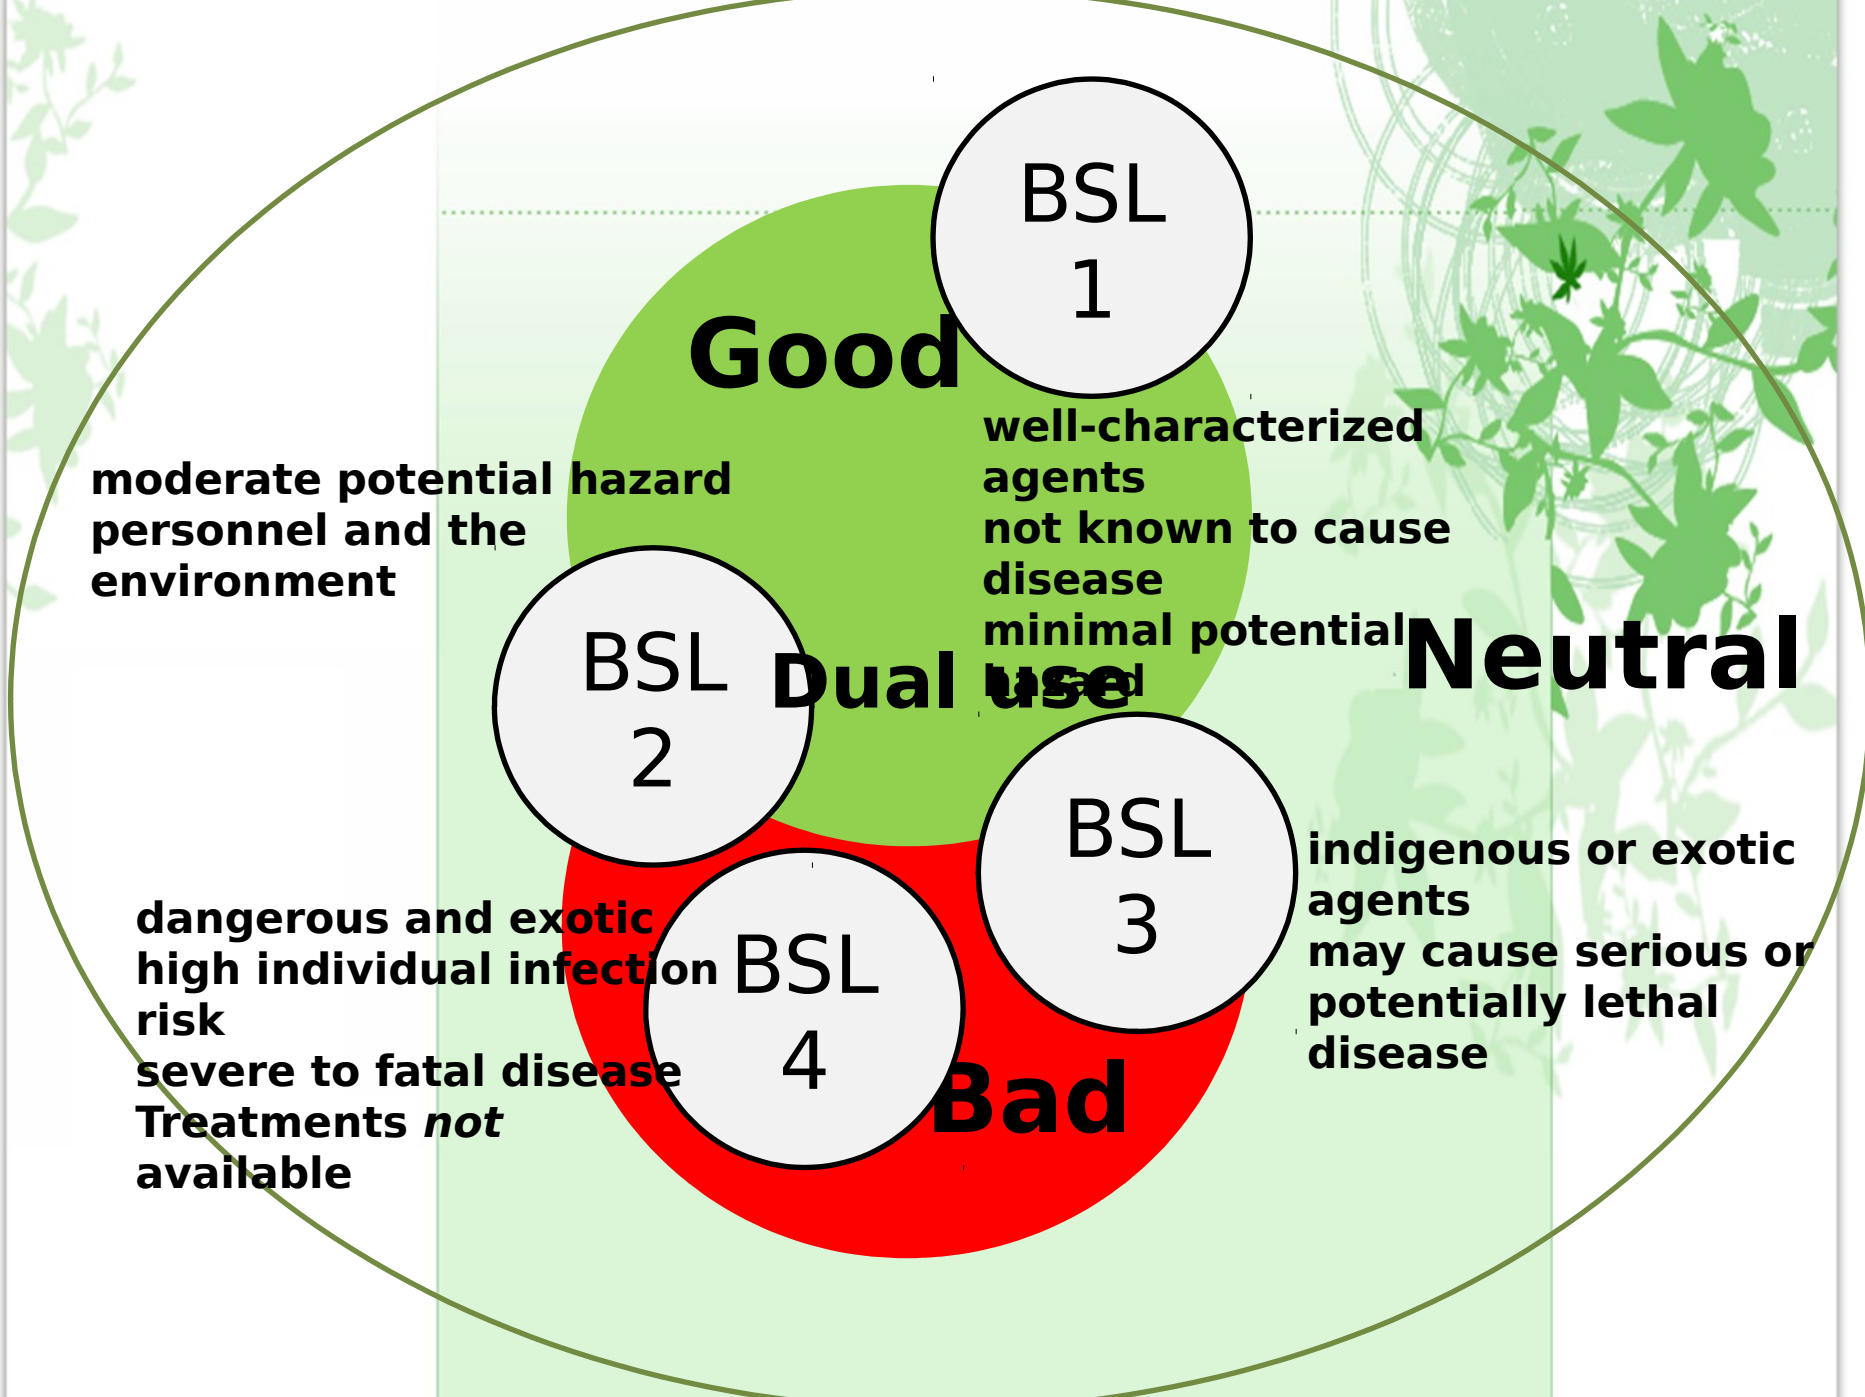 BSL
1
Good
well-characterized
agents
not known to cause
disease
minimal potential
hazard
moderate potential hazard
personnel and the
environment
BSL
2
Dual use
Neutral
BSL
3
indigenous or exotic
agents
may cause serious or
potentially lethal
disease
dangerous and exotic
high individual infection
risk
severe to fatal disease
Treatments not
available
BSL
4
Bad